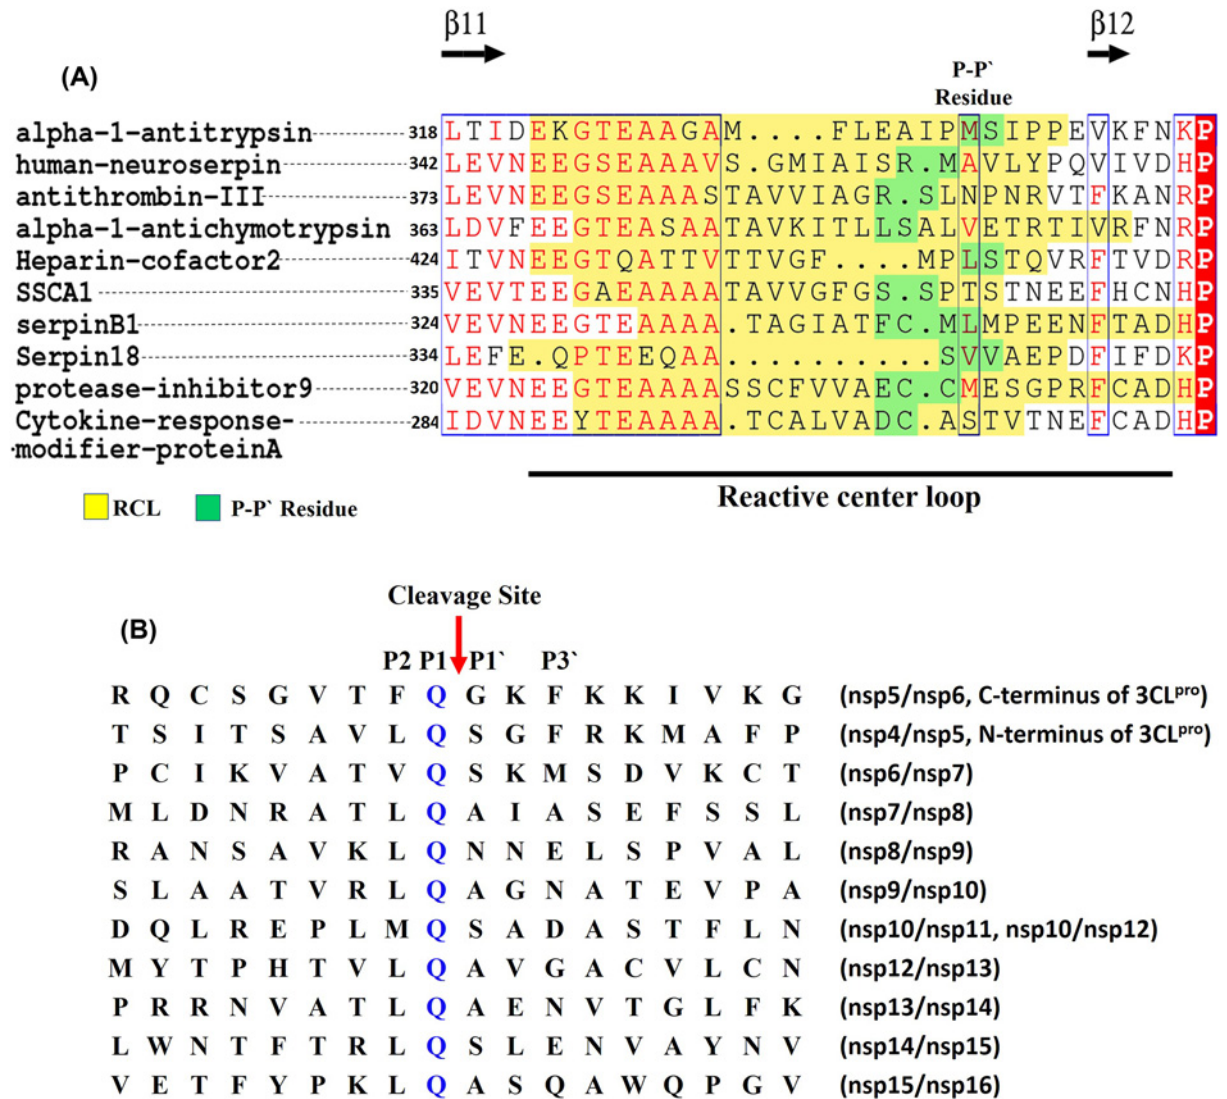 β11 β12
(A)
P-P`
Residue
alpha-1-antitrypsin 318 LTIDEKGTEAAGAM....FLEAIPMSIPPEVKFNKP
human-neuroserpin 342 LEVNEEGSEAAAVS.GMIAISR.MAVLYPQVIVDHP
antithrombin-III 373 LEVNEEGSEAAASTAVVIAGR.SLNPNRVTFKANRP
alpha-1-antichymotrypsin 363 LDVFEEGTEASAATAVKITLLSALVETRTIVRFNRP
Heparin-cofactor2 424 ITVNEEGTQATTVTTVGF....MPLSTQVRFTVDRP
SSCA1 335 VEVTEEGAEAAAATAVVGFGS.SPTSTNEEFHCNHP
serpinB1 324 VEVNEEGTEAAAA.TAGIATFC.MLMPEENFTADHP
Serpin18 334 LEFE.QPTEEQAA..........SVVAEPDFIFDKP
protease-inhibitor9 320 VEVNEEGTEAAAASSCFVVAEC.CMESGPRFCADHP
Cytokine-response- 284 IDVNEEYTEAAAA.TCALVADC.ASTVTNEFCADHP
modifier-proteinA
Reactive center loop
RCL P-P` Residue
Cleavage Site
(B)
P2 P1 P1` P3`
R Q C S G V T F Q G K F K K I V K G (nsp5/nsp6, C-terminus of 3CLpro)
T S I T S A V L Q S G F R K M A F P (nsp4/nsp5, N-terminus of 3CLpro)
P C I K V A T V Q S K M S D V K C T (nsp6/nsp7)
M L D N R A T L Q A I A S E F S S L (nsp7/nsp8)
R A N S A V K L Q N N E L S P V A L (nsp8/nsp9)
S L A A T V R L Q A G N A T E V P A (nsp9/nsp10)
D Q L R E P L M Q S A D A S T F L N (nsp10/nsp11, nsp10/nsp12)
M Y T P H T V L Q A V G A C V L C N (nsp12/nsp13)
P R R N V A T L Q A E N V T G L F K (nsp13/nsp14)
L W N T F T R L Q S L E N V A Y N V (nsp14/nsp15)
V E T F Y P K L Q A S Q A W Q P G V (nsp15/nsp16)